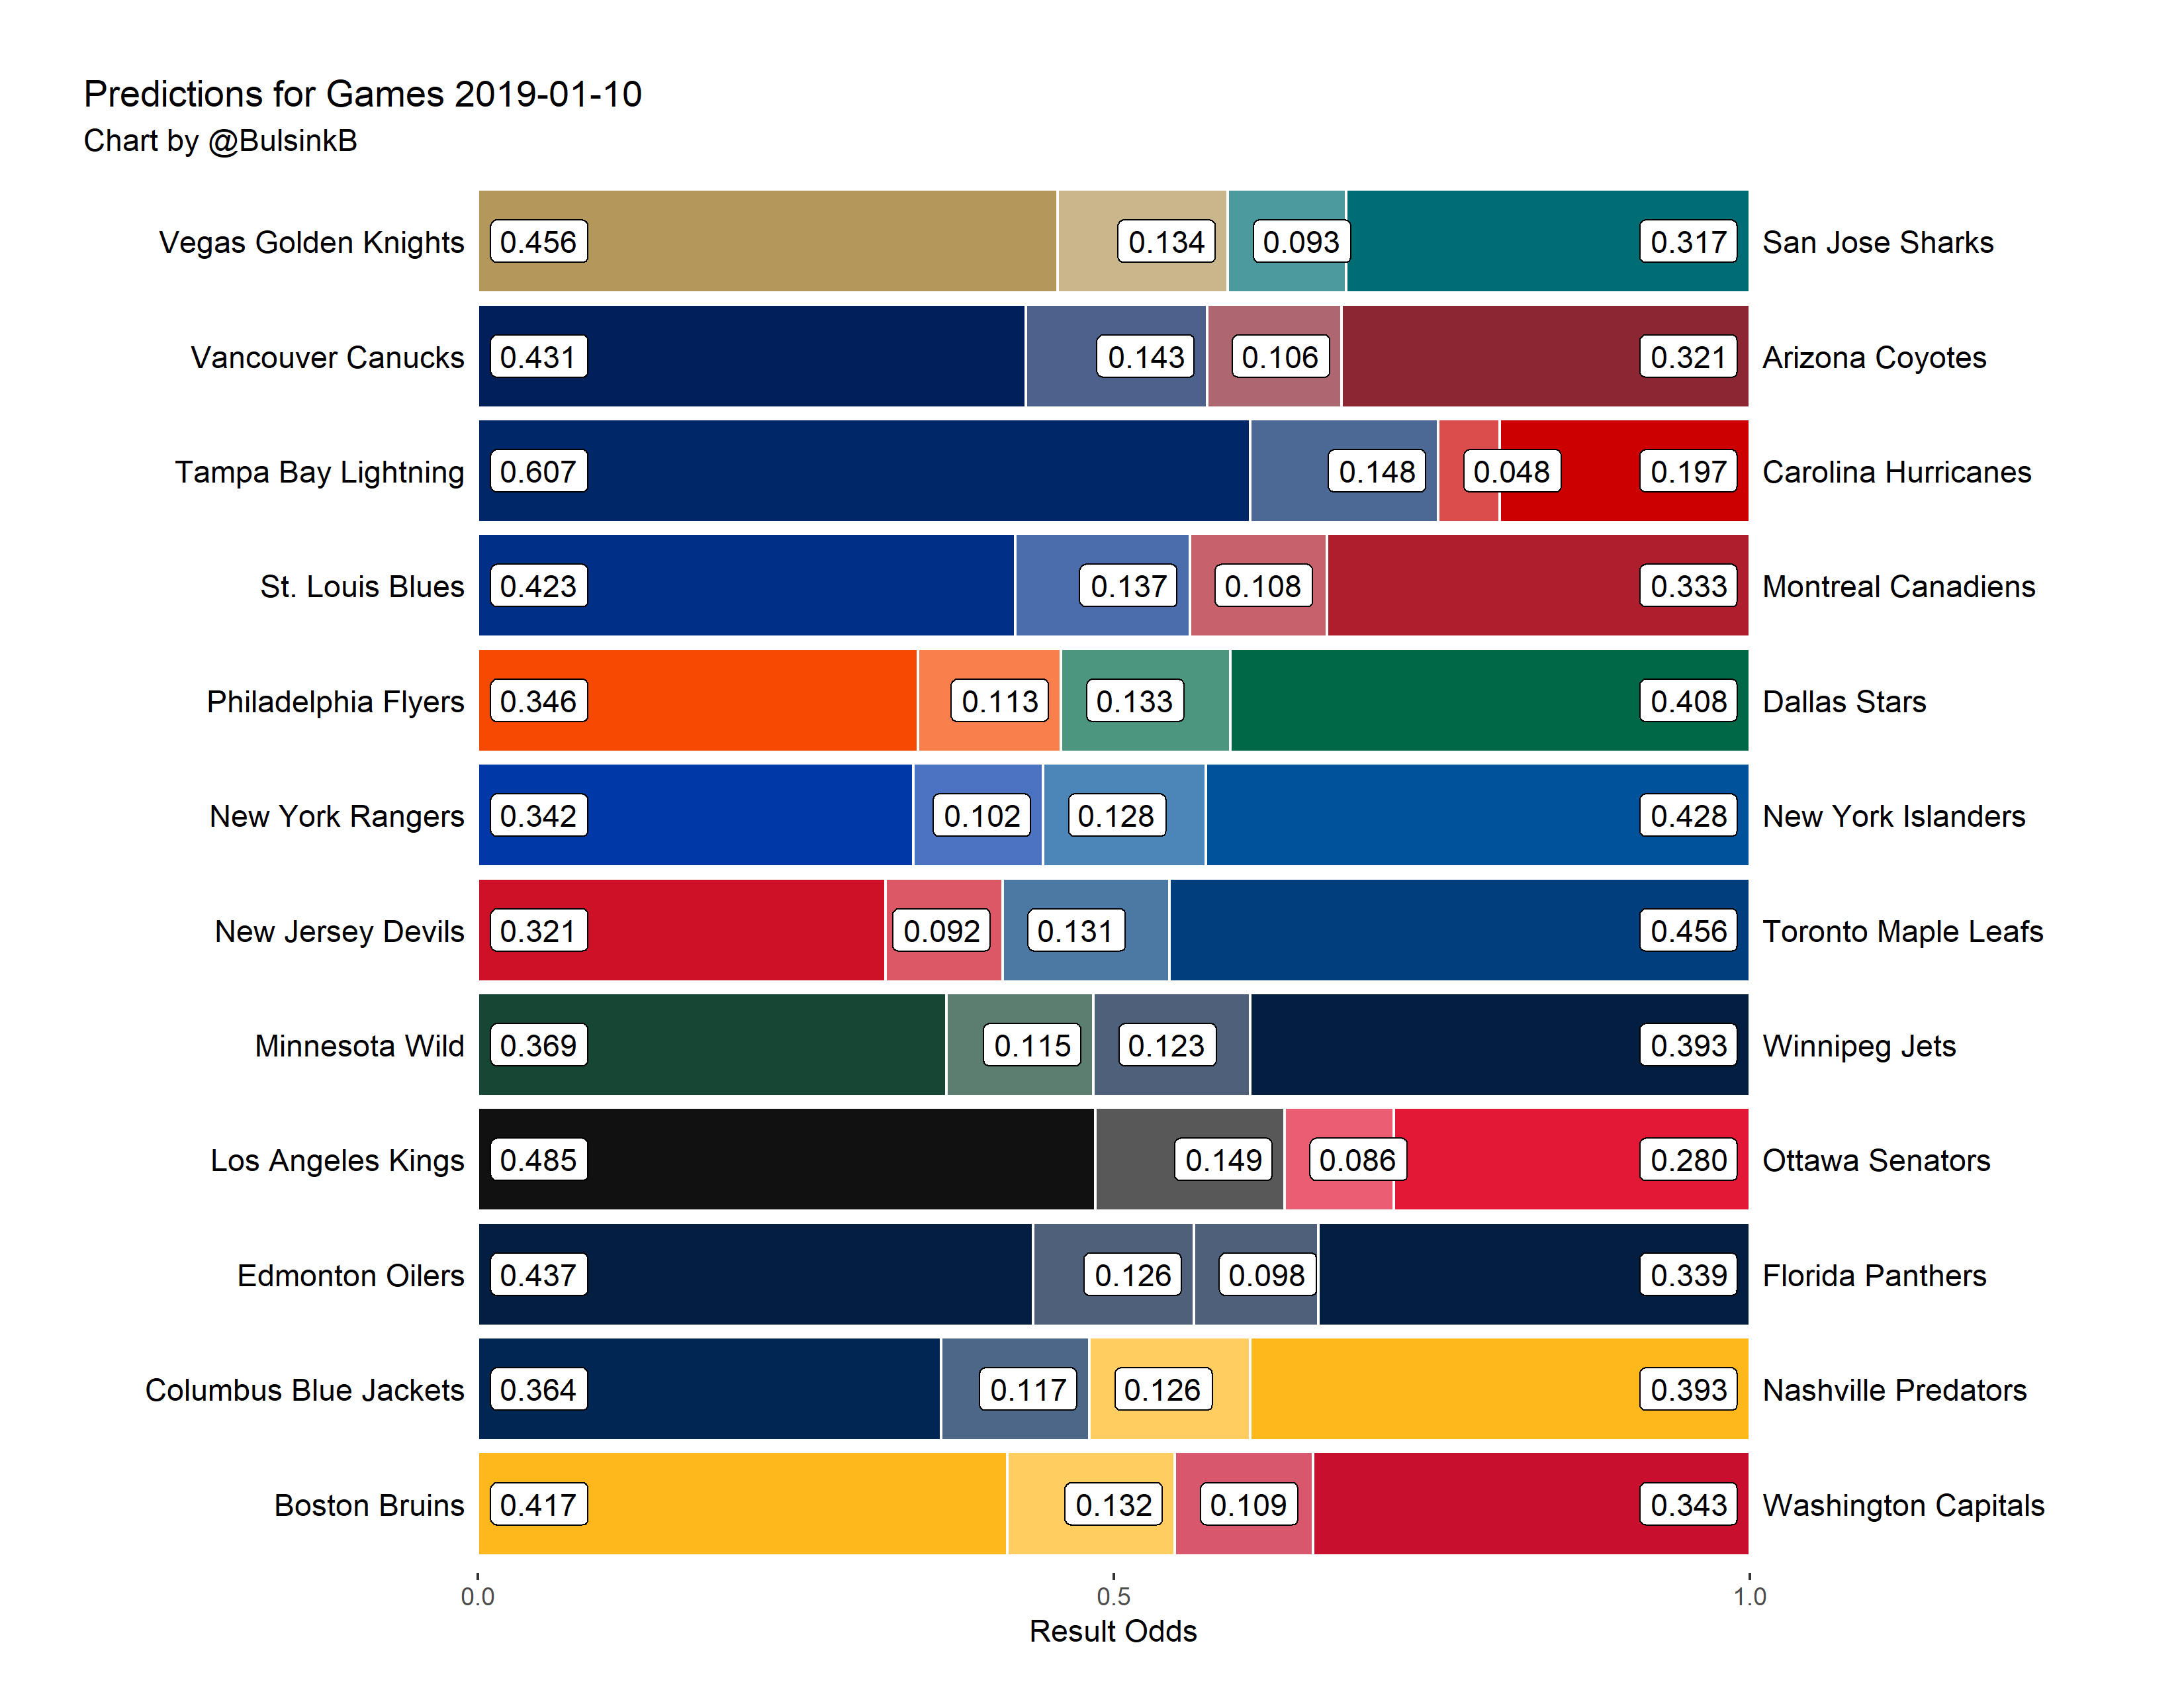 Predictions for Games 2019-01-10
Chart by @BulsinkB
Vegas Golden Knights 0.456 0.134 0.093 0.317 San Jose Sharks
Vancouver Canucks 0.431 0.143 0.106 0.321 Arizona Coyotes
Tampa Bay Lightning 0.607 0.148 0.048 0.197 Carolina Hurricanes
St. Louis Blues 0.423 0.137 0.108 0.333 Montreal Canadiens
Philadelphia Flyers 0.346 0.113 0.133 0.408 Dallas Stars
New York Rangers 0.342 0.102 0.128 0.428 New York Islanders
New Jersey Devils 0.321 0.092 0.131 0.456 Toronto Maple Leafs
Minnesota Wild 0.369 0.115 0.123 0.393 Winnipeg Jets
Los Angeles Kings 0.485 0.149 0.086 0.280 Ottawa Senators
Edmonton Oilers 0.437 0.126 0.098 0.339 Florida Panthers
Columbus Blue Jackets 0.364 0.117 0.126 0.393 Nashville Predators
Boston Bruins 0.417 0.132 0.109 0.343 Washington Capitals
0.0 0.5 1.0
Result Odds